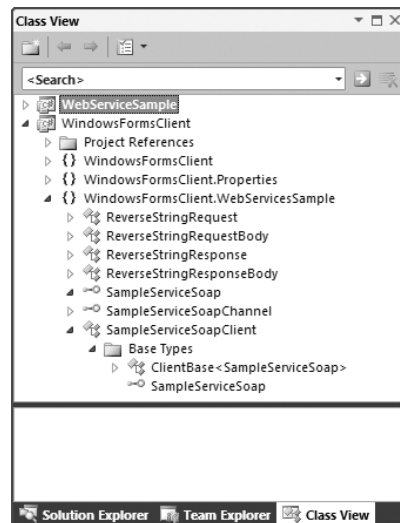 Class View
<Search>
WebServiceSample
WindowsFormsClient
Project References
{} WindowsFormsClient
{} WindowsFormsClient.Properties
{} WindowsFormsClient.WebServicesSample
ReverseStringRequest
ReverseStringRequestBody
ReverseStringResponse
ReverseStringResponseBody
SampleServiceSoap
SampleServiceSoapChannel
SampleServiceSoapClient
Base Types
ClientBase<SampleServiceSoap>
SampleServiceSoap
Solution Explorer Team Explorer Class View